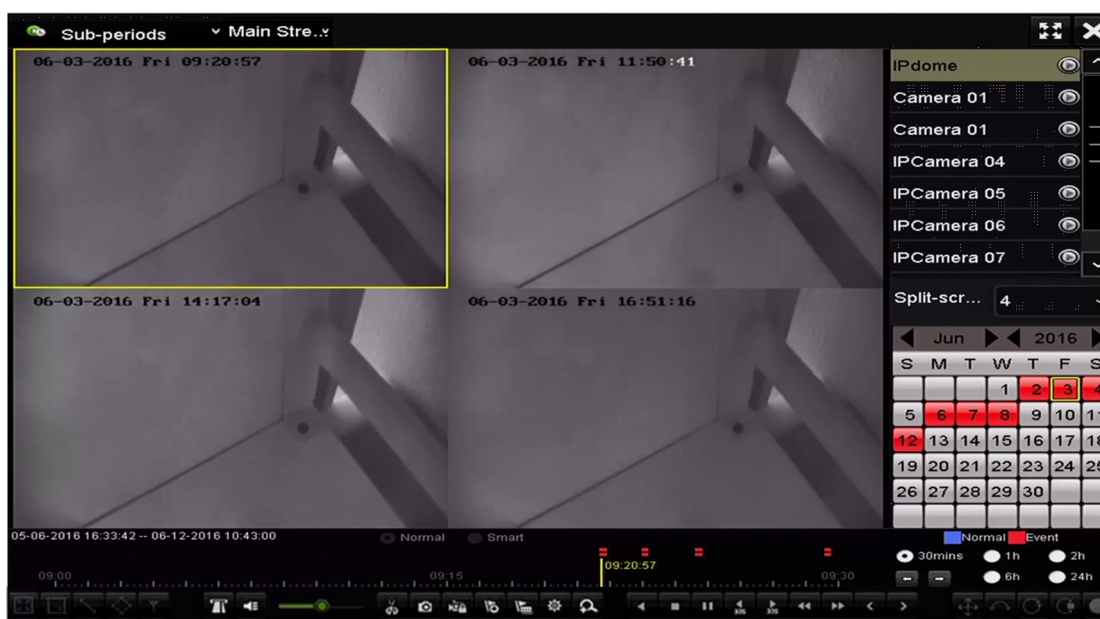 Sub-periods Main Stre...
06-03-2016 Fri 09:20:57
06-03-2016 Fri 11:50:41
IPdome
Camera 01
Camera 01
IPCamera 04
IPCamera 05
IPCamera 06
IPCamera 07
06-03-2016 Fri 14:17:04
06-03-2016 Fri 16:51:16
Split-scr... 4
Jun 2016
S M T W T F S
1 2 3 4
5 6 7 8 9 10 11
12 13 14 15 16 17 18
19 20 21 22 23 24 25
26 27 28 29 30
05-06-2016 16:33:42 -- 06-12-2016 10:43:00
Normal Smart
Normal Event
30mins 1h 2h
6h 24h
09:00 09:15 09:20:57 09:30